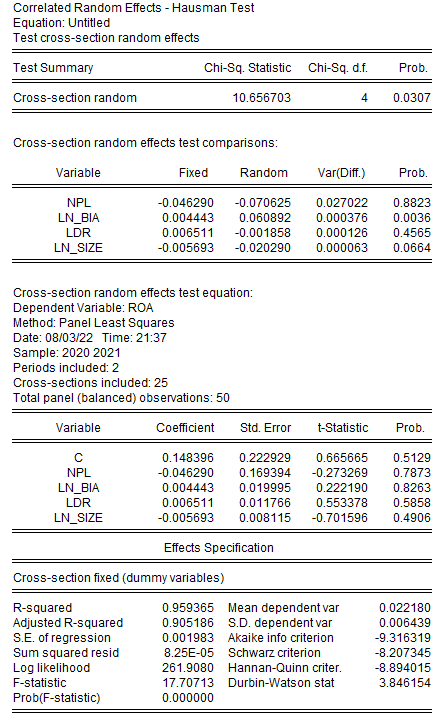 Correlated Random Effects - Hausman Test
Equation: Untitled
Test cross-section random effects
Test Summary Chi-Sq. Statistic Chi-Sq. d.f. Prob.
Cross-section random 10.656703 4 0.0307
Cross-section random effects test comparisons:
Variable Fixed Random Var(Diff.) Prob.
NPL -0.046290 -0.070625 0.027022 0.8823
LN_BIA 0.004443 0.060892 0.000376 0.0036
LDR 0.006511 -0.001858 0.000126 0.4565
LN_SIZE -0.005693 -0.020290 0.000063 0.0664
Cross-section random effects test equation:
Dependent Variable: ROA
Method: Panel Least Squares
Date: 08/03/22 Time: 21:37
Sample: 2020 2021
Periods included: 2
Cross-sections included: 25
Total panel (balanced) observations: 50
Variable Coefficient Std. Error t-Statistic Prob.
C 0.148396 0.222929 0.665665 0.5129
NPL -0.046290 0.169394 -0.273269 0.7873
LN_BIA 0.004443 0.019995 0.222190 0.8263
LDR 0.006511 0.011766 0.553378 0.5858
LN_SIZE -0.005693 0.008115 -0.701596 0.4906
Effects Specification
Cross-section fixed (dummy variables)
R-squared 0.959365 Mean dependent var 0.022180
Adjusted R-squared 0.905186 S.D. dependent var 0.006439
S.E. of regression 0.001983 Akaike info criterion -9.316319
Sum squared resid 8.25E-05 Schwarz criterion -8.207345
Log likelihood 261.9080 Hannan-Quinn criter. -8.894015
F-statistic 17.70713 Durbin-Watson stat 3.846154
Prob(F-statistic) 0.000000